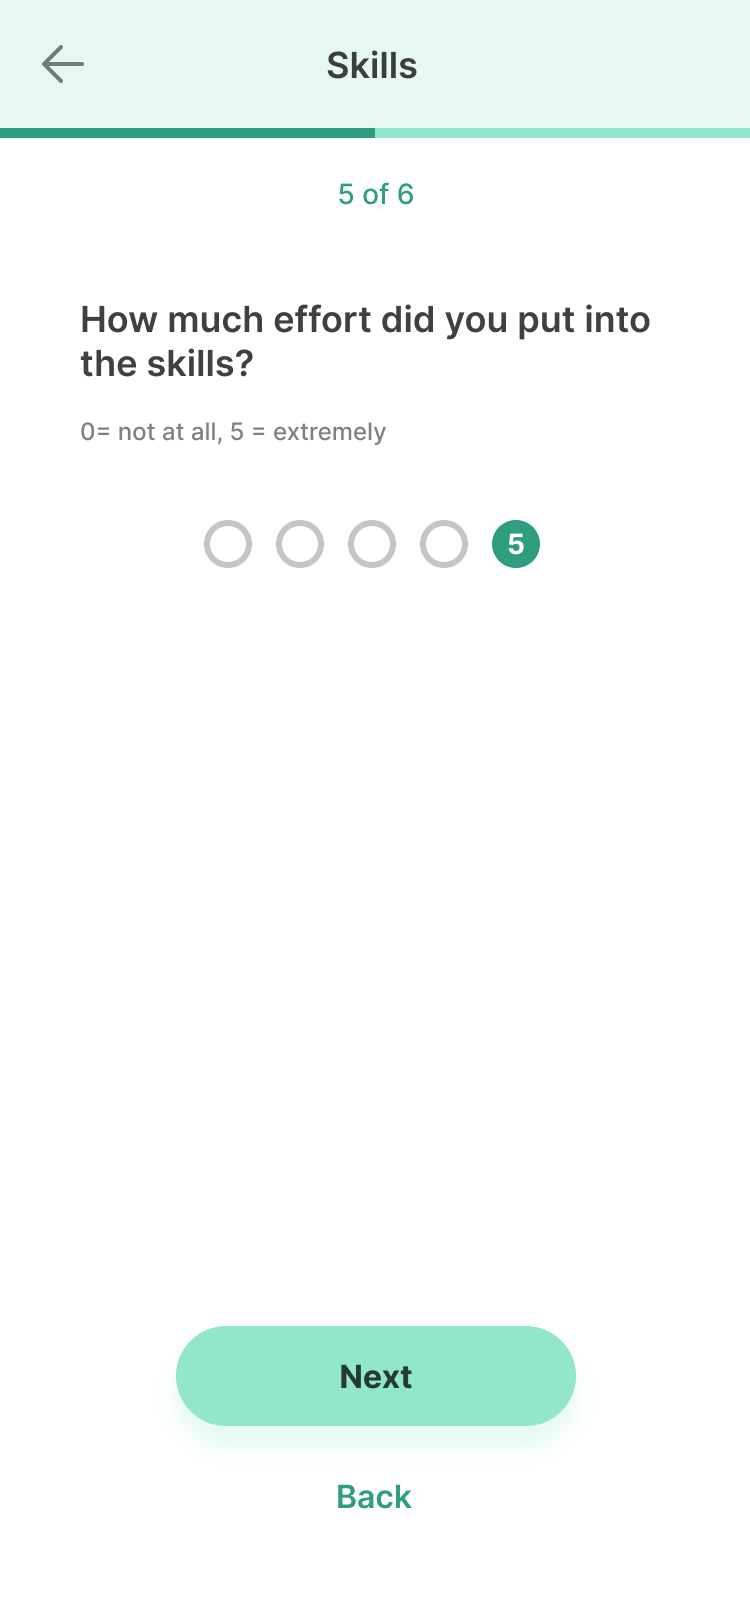 Skills
5 of 6
How much effort did you put into
the skills?
0= not at all, 5 = extremely
5
Next
Back